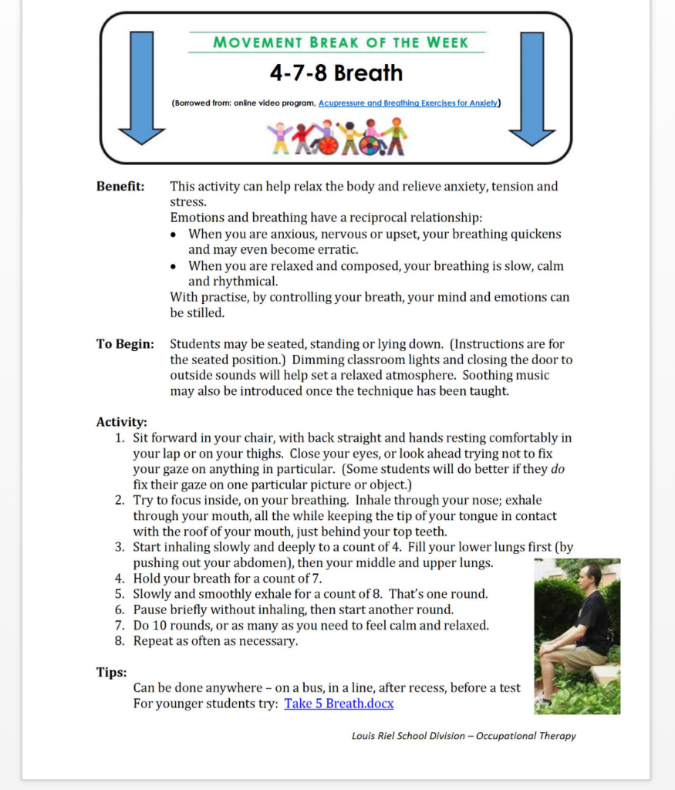 MOVEMENT BREAK OF THE WEEK
4-7-8 Breath
(Borrowed from: online video program, Acupressure and Breathing Exercises for Anxiety)
Benefit: This activity can help relax the body and relieve anxiety, tension and
stress.
Emotions and breathing have a reciprocal relationship:
• When you are anxious, nervous or upset, your breathing quickens
and may even become erratic.
• When you are relaxed and composed, your breathing is slow, calm
and rhythmical.
With practise, by controlling your breath, your mind and emotions can
be stilled.
To Begin: Students may be seated, standing or lying down. (Instructions are for
the seated position.) Dimming classroom lights and closing the door to
outside sounds will help set a relaxed atmosphere. Soothing music
may also be introduced once the technique has been taught.
Activity:
1. Sit forward in your chair, with back straight and hands resting comfortably in
your lap or on your thighs. Close your eyes, or look ahead trying not to fix
your gaze on anything in particular. (Some students will do better if they do
fix their gaze on one particular picture or object.)
2. Try to focus inside, on your breathing. Inhale through your nose; exhale
through your mouth, all the while keeping the tip of your tongue in contact
with the roof of your mouth, just behind your top teeth.
3. Start inhaling slowly and deeply to a count of 4. Fill your lower lungs first (by
pushing out your abdomen), then your middle and upper lungs.
4. Hold your breath for a count of 7.
5. Slowly and smoothly exhale for a count of 8. That's one round.
6. Pause briefly without inhaling, then start another round.
7. Do 10 rounds, or as many as you need to feel calm and relaxed.
8. Repeat as often as necessary.
Tips:
Can be done anywhere – on a bus, in a line, after recess, before a test
For younger students try: Take 5 Breath.docx
Louis Riel School Division – Occupational Therapy